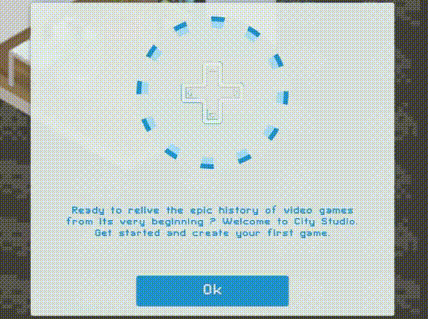 Ready to relive the epic history of video games
from its very beginning ? Welcome to City Studio.
Get started and create your first game.
Ok